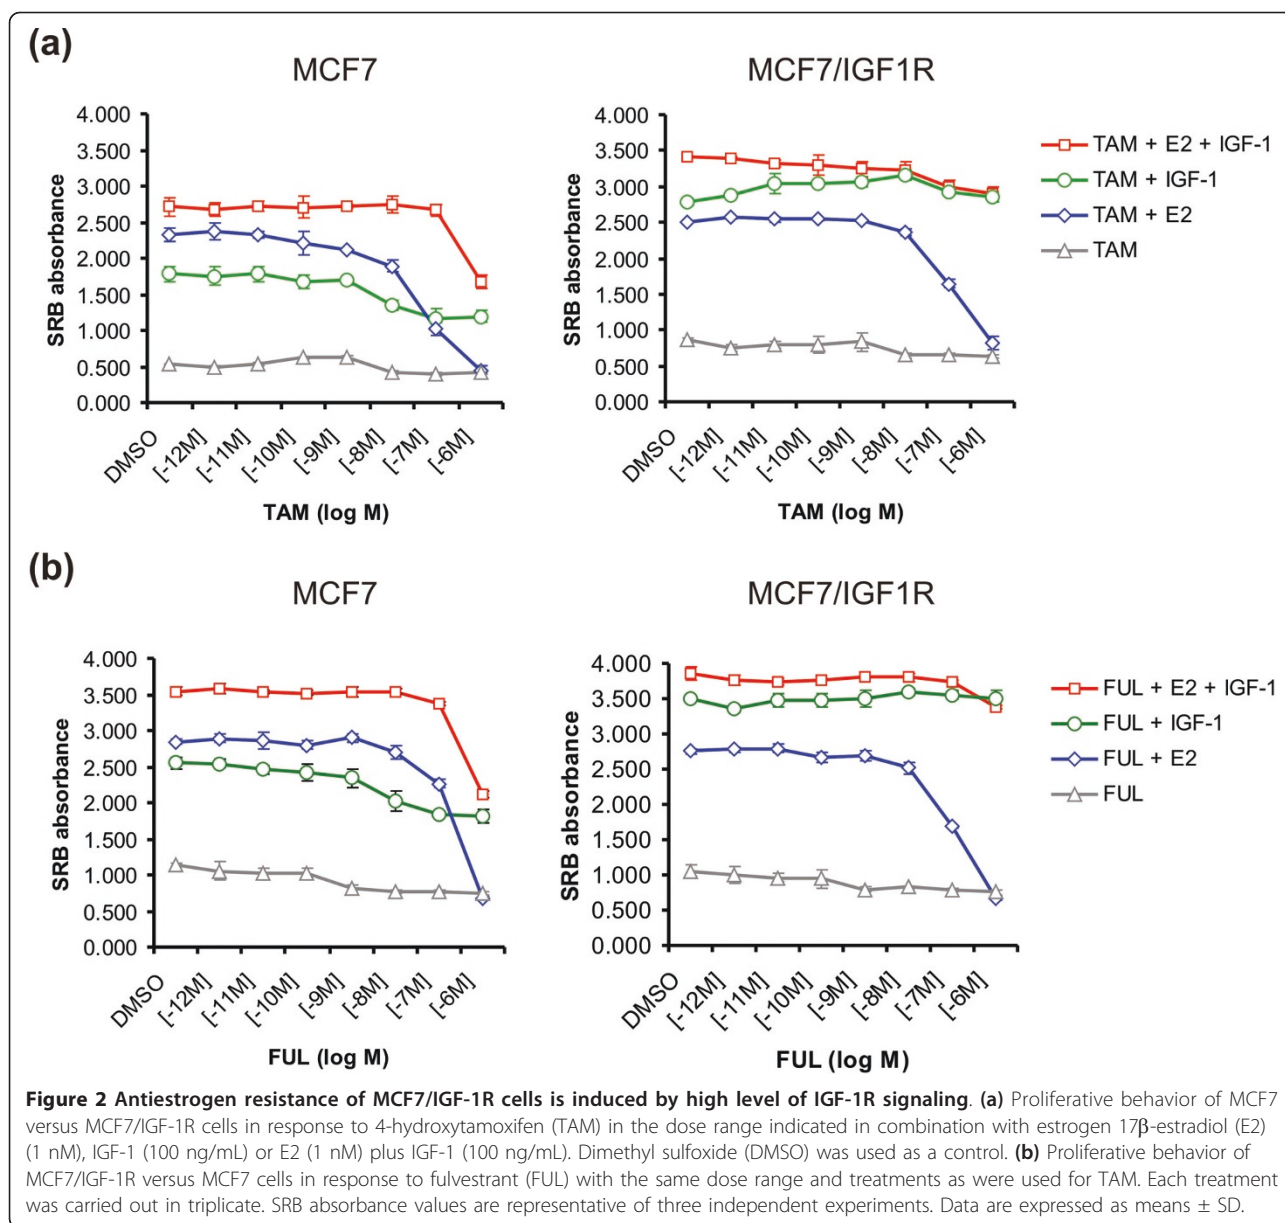 (a)
MCF7
4.000
3.500
3.000
2.500
2.000
1.500
1.000
0.500
0.000
SRB absorbance
DMSO
[-12M]
[-11M]
[-10M]
[-9M]
[-8M]
[-7M]
[-6M]
TAM (log M)
MCF7/IGF1R
4.000
3.500
3.000
2.500
2.000
1.500
1.000
0.500
0.000
SRB absorbance
DMSO
[-12M]
[-11M]
[-10M]
[-9M]
[-8M]
[-7M]
[-6M]
TAM (log M)
TAM + E2 + IGF-1
TAM + IGF-1
TAM + E2
TAM
(b)
MCF7
4.000
3.500
3.000
2.500
2.000
1.500
1.000
0.500
0.000
SRB absorbance
DMSO
[-12M]
[-11M]
[-10M]
[-9M]
[-8M]
[-7M]
[-6M]
FUL (log M)
MCF7/IGF1R
4.000
3.500
3.000
2.500
2.000
1.500
1.000
0.500
0.000
SRB absorbance
DMSO
[-12M]
[-11M]
[-10M]
[-9M]
[-8M]
[-7M]
[-6M]
FUL (log M)
FUL + E2 + IGF-1
FUL + IGF-1
FUL + E2
FUL
Figure 2 Antiestrogen resistance of MCF7/IGF-1R cells is induced by high level of IGF-1R signaling. (a) Proliferative behavior of MCF7
versus MCF7/IGF-1R cells in response to 4-hydroxytamoxifen (TAM) in the dose range indicated in combination with estrogen 17β-estradiol (E2)
(1 nM), IGF-1 (100 ng/mL) or E2 (1 nM) plus IGF-1 (100 ng/mL). Dimethyl sulfoxide (DMSO) was used as a control. (b) Proliferative behavior of
MCF7/IGF-1R versus MCF7 cells in response to fulvestrant (FUL) with the same dose range and treatments as were used for TAM. Each treatment
was carried out in triplicate. SRB absorbance values are representative of three independent experiments. Data are expressed as means ± SD.